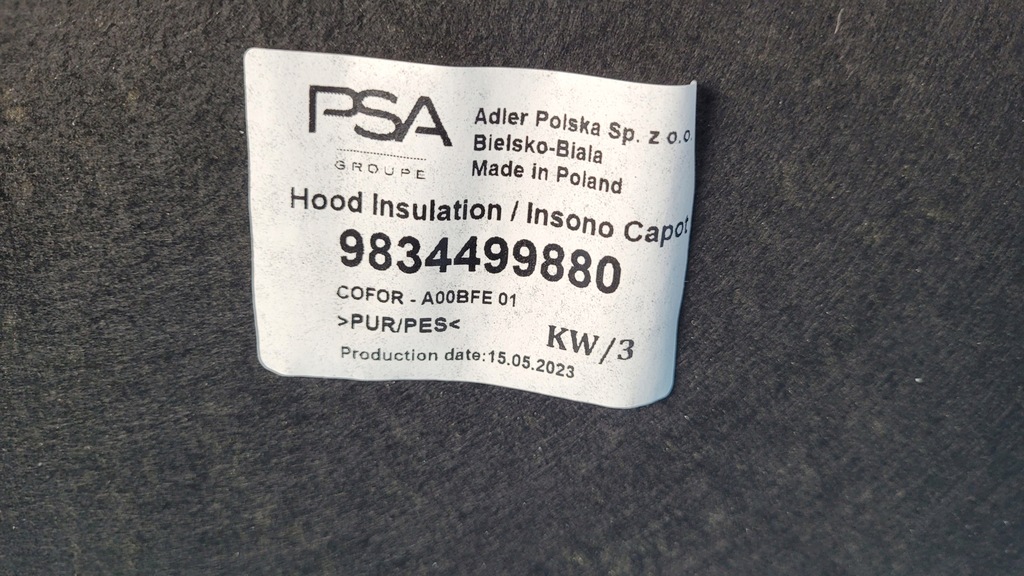 PSA
GROUPE
Adler Polska Sp. z o.o.
Bielsko-Biala
Made in Poland
Hood Insulation / Insono Capot
9834499880
COFOR - A00BFE 01
>PUR/PES<
KW/3
Production date:15.05.2023